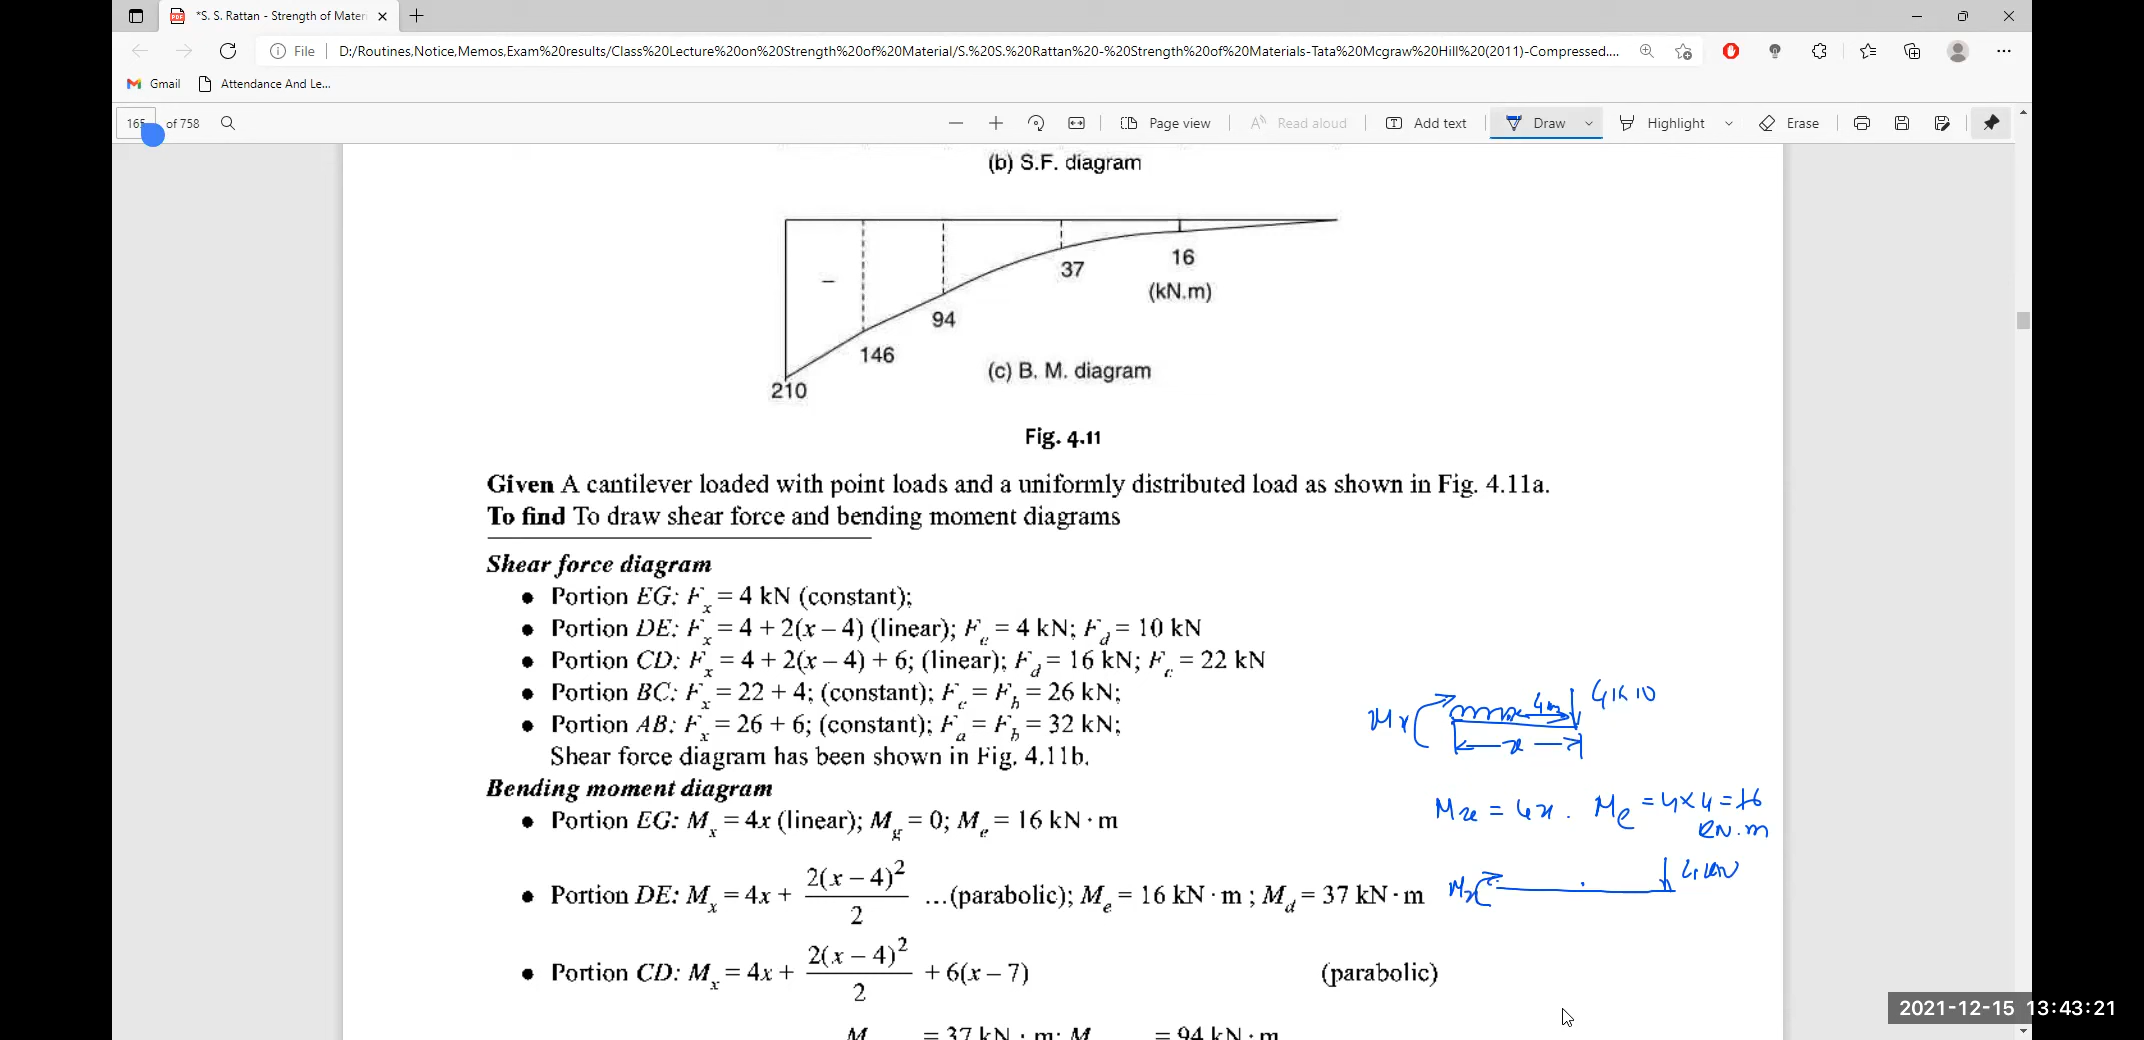 *S. S. Rattan - Strength of Mater
File D:/Routines,Notice,Memos,Exam%20results/Class%20Lecture%20on%20Strength%20of%20Material/S.%20S.%20Rattan%20-%20Strength%20of%20Materials-Tata%20Mcgraw%20Hill%20(2011)-Compressed....
Gmail Attendance And Le...
165 of 758 Page view Read aloud Add text Draw Highlight Erase
(b) S.F. diagram
37 16
(kN.m)
94
146
(c) B. M. diagram
210
–
Fig. 4.11
Given A cantilever loaded with point loads and a uniformly distributed load as shown in Fig. 4.11a.
To find To draw shear force and bending moment diagrams
Shear force diagram
• Portion EG: Fx = 4 kN (constant);
• Portion DE: Fx = 4 + 2(x – 4) (linear); Fe = 4 kN; Fd = 10 kN
• Portion CD: Fx = 4 + 2(x – 4) + 6; (linear); Fd = 16 kN; Fc = 22 kN
• Portion BC: Fx = 22 + 4; (constant); Fc = Fb = 26 kN;
• Portion AB: Fx = 26 + 6; (constant); Fa = Fb = 32 kN;
Shear force diagram has been shown in Fig. 4.11b.
Bending moment diagram
• Portion EG: Mx = 4x (linear); Mg = 0; Me = 16 kN · m
• Portion DE: Mx = 4x + 2(x – 4)²/2 ...(parabolic); Me = 16 kN · m ; Md = 37 kN · m
• Portion CD: Mx = 4x + 2(x – 4)²/2 + 6(x – 7) (parabolic)
= 37 kN · m; M = 94 kN · m
Mx 4m 4KN
x
Mx = 4x . Me = 4×4 = 16
KN.m
Mx 4KN
2021-12-15 13:43:21